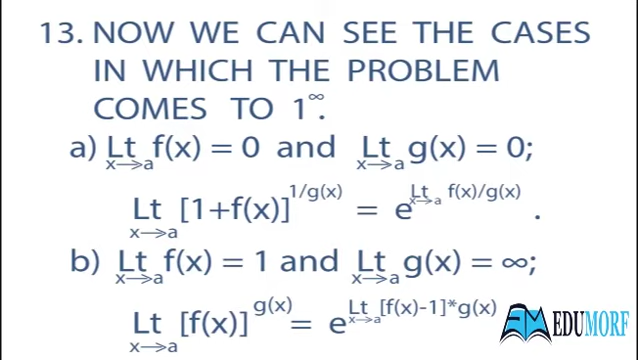 13. NOW WE CAN SEE THE CASES
IN WHICH THE PROBLEM
COMES TO 1^∞.
a) Lt_{x→a} f(x) = 0 and Lt_{x→a} g(x) = 0;
Lt_{x→a} [1+f(x)]^{1/g(x)} = e^{Lt_{x→a} f(x)/g(x)} .
b) Lt_{x→a} f(x) = 1 and Lt_{x→a} g(x) = ∞;
Lt_{x→a} [f(x)]^{g(x)} = e^{Lt_{x→a} [f(x)-1]*g(x)}
EDUMORF